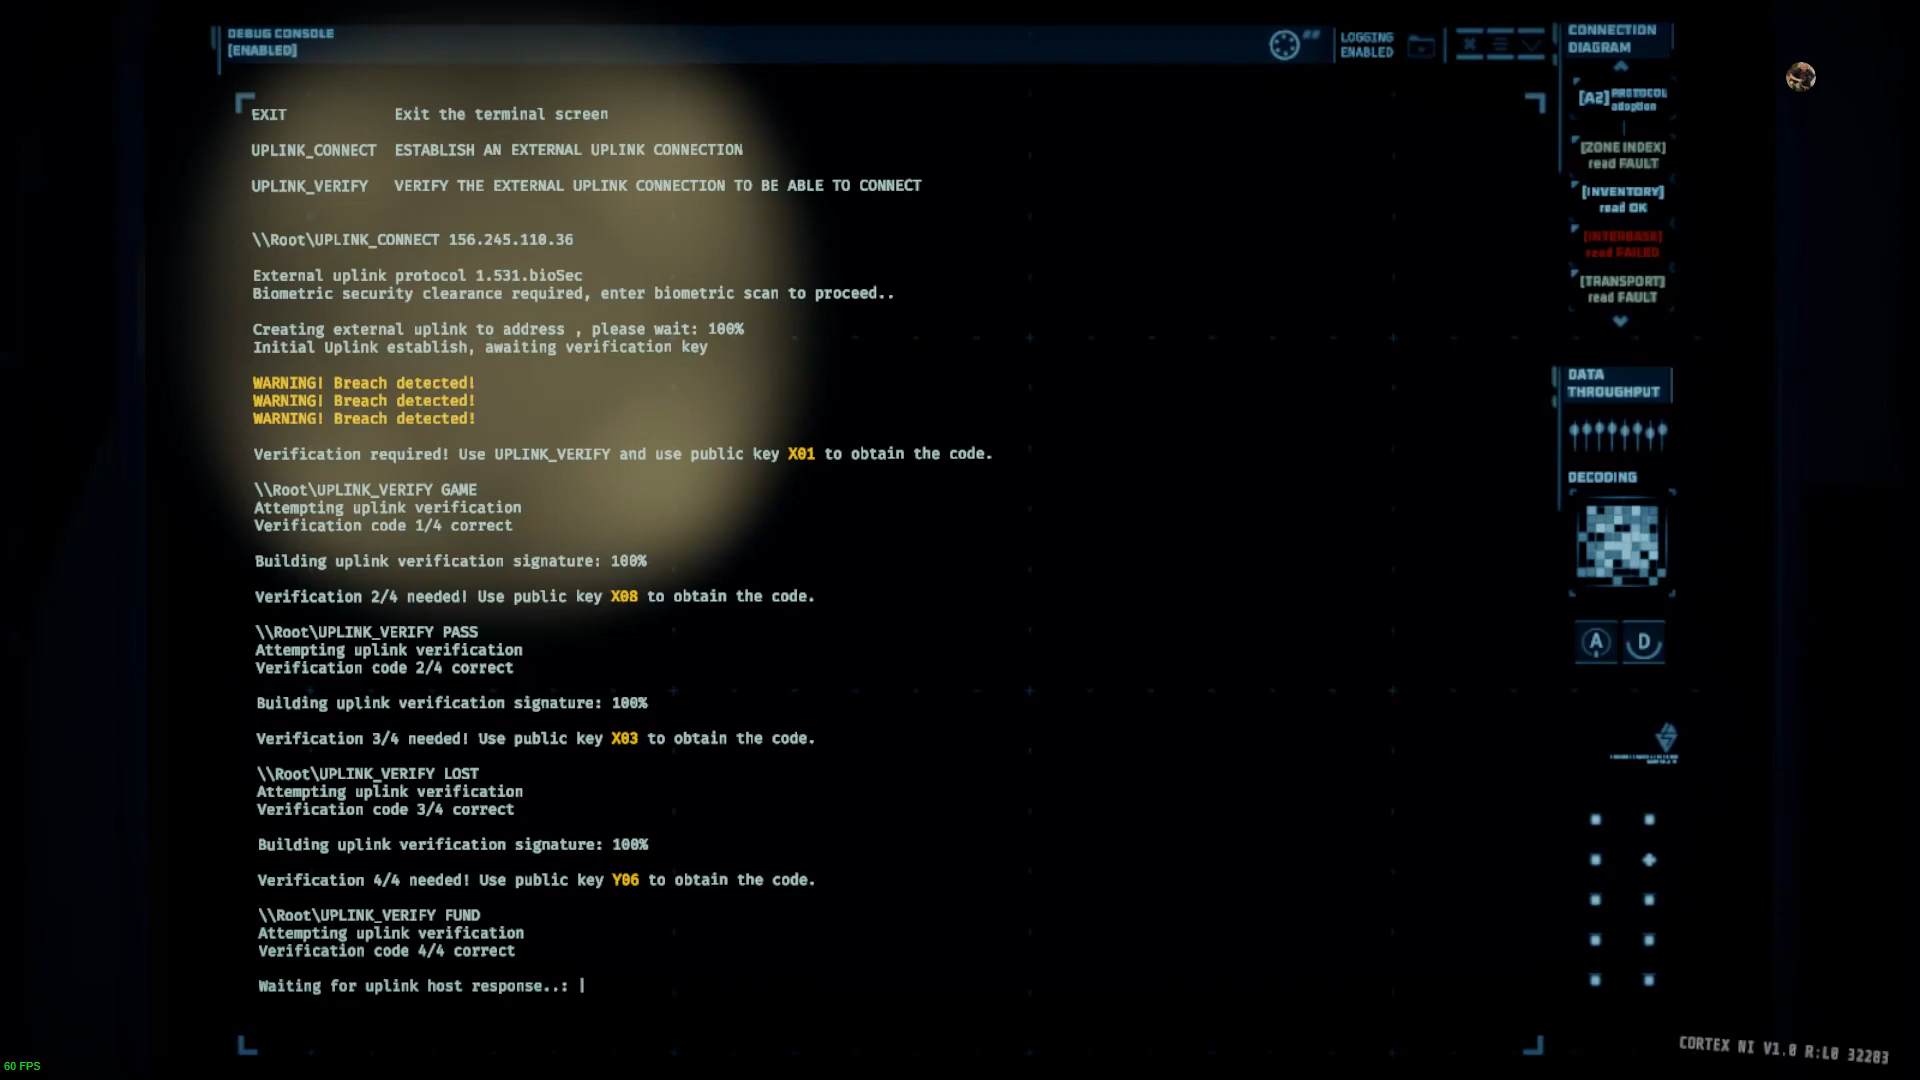 DEBUG CONSOLE
[ENABLED]
LOGGING
ENABLED
EXIT Exit the terminal screen
UPLINK_CONNECT ESTABLISH AN EXTERNAL UPLINK CONNECTION
UPLINK_VERIFY VERIFY THE EXTERNAL UPLINK CONNECTION TO BE ABLE TO CONNECT
\\Root\UPLINK_CONNECT 156.245.110.36
External uplink protocol 1.531.bioSec
Biometric security clearance required, enter biometric scan to proceed..
Creating external uplink to address , please wait: 100%
Initial Uplink establish, awaiting verification key
WARNING! Breach detected!
WARNING! Breach detected!
WARNING! Breach detected!
Verification required! Use UPLINK_VERIFY and use public key X01 to obtain the code.
\\Root\UPLINK_VERIFY GAME
Attempting uplink verification
Verification code 1/4 correct
Building uplink verification signature: 100%
Verification 2/4 needed! Use public key X08 to obtain the code.
\\Root\UPLINK_VERIFY PASS
Attempting uplink verification
Verification code 2/4 correct
Building uplink verification signature: 100%
Verification 3/4 needed! Use public key X03 to obtain the code.
\\Root\UPLINK_VERIFY LOST
Attempting uplink verification
Verification code 3/4 correct
Building uplink verification signature: 100%
Verification 4/4 needed! Use public key Y06 to obtain the code.
\\Root\UPLINK_VERIFY FUND
Attempting uplink verification
Verification code 4/4 correct
Waiting for uplink host response..: |
CONNECTION
DIAGRAM
[A2] PROTOCOL
adoption
[ZONE INDEX]
read FAULT
[INVENTORY]
read OK
[INTERBASE]
read FAILED
[TRANSPORT]
read FAULT
DATA
THROUGHPUT
DECODING
A D
CORTEX NI V1.0 R:L0 32203
60 FPS